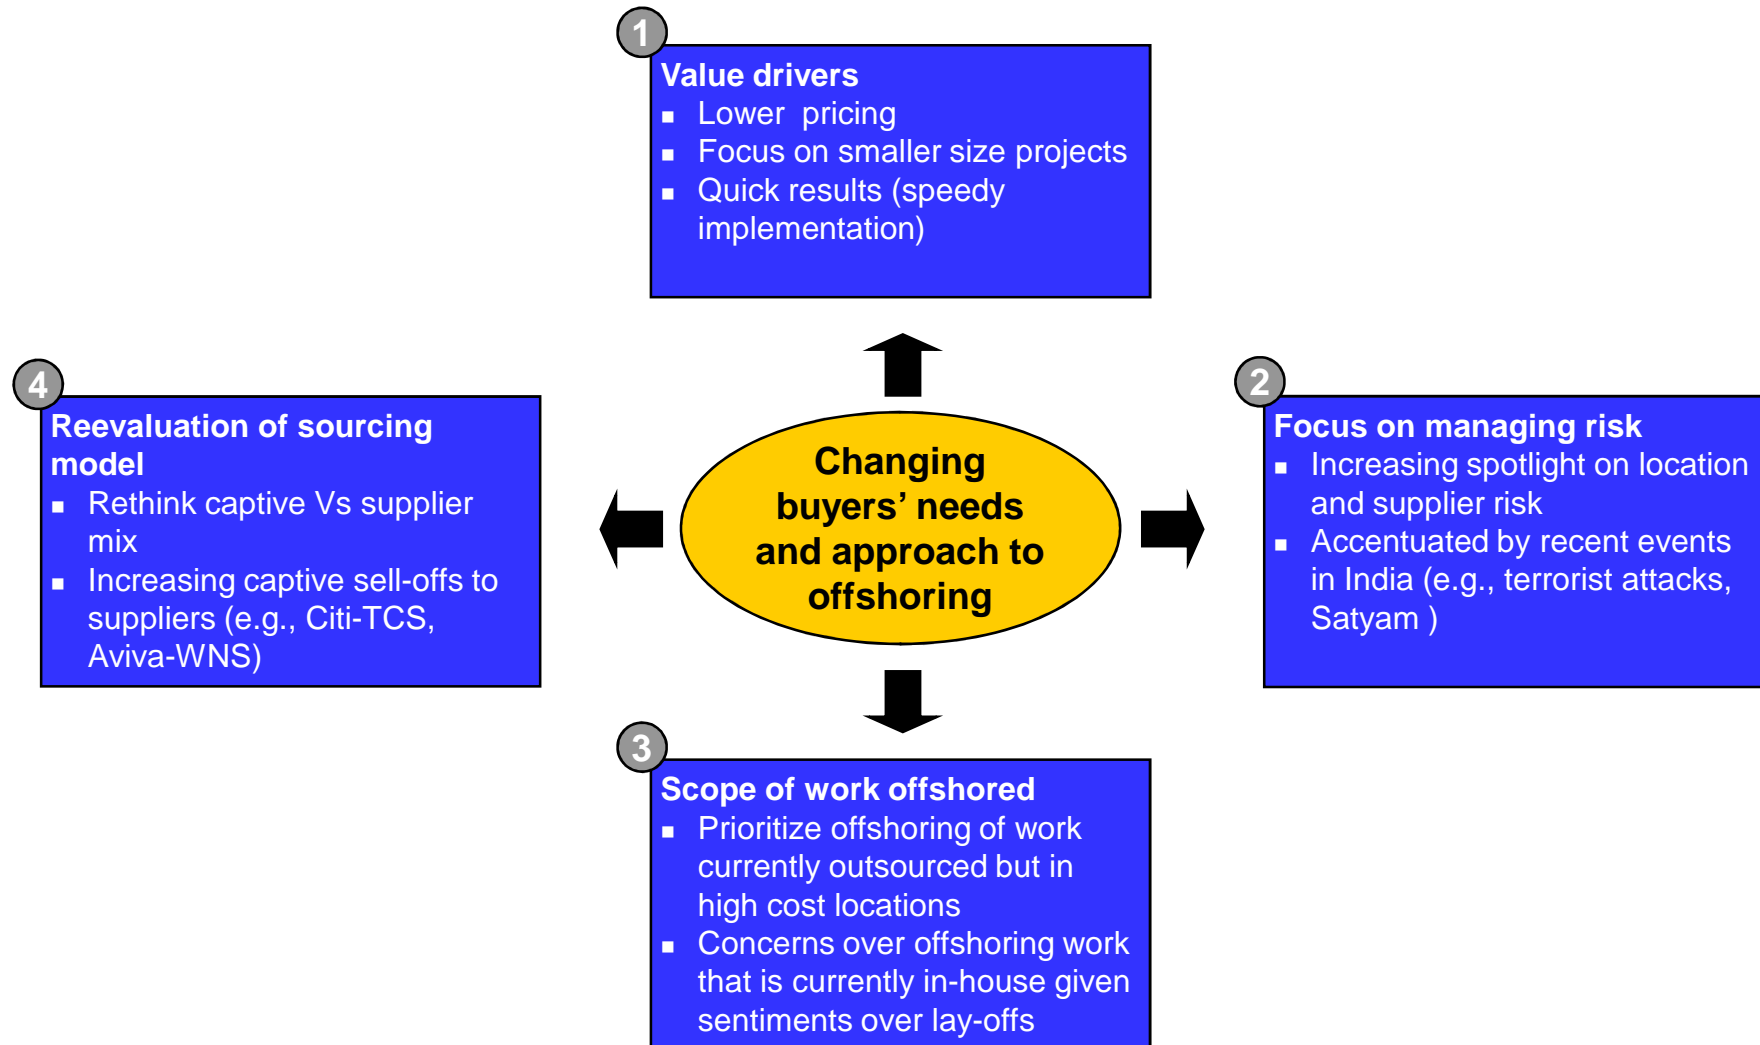 1
Value drivers
▪ Lower pricing
▪ Focus on smaller size projects
▪ Quick results (speedy
implementation)
4
Reevaluation of sourcing
model
▪ Rethink captive Vs supplier
mix
▪ Increasing captive sell-offs to
suppliers (e.g., Citi-TCS,
Aviva-WNS)
Changing
buyers’ needs
and approach to
offshoring
2
Focus on managing risk
▪ Increasing spotlight on location
and supplier risk
▪ Accentuated by recent events
in India (e.g., terrorist attacks,
Satyam )
3
Scope of work offshored
▪ Prioritize offshoring of work
currently outsourced but in
high cost locations
▪ Concerns over offshoring work
that is currently in-house given
sentiments over lay-offs